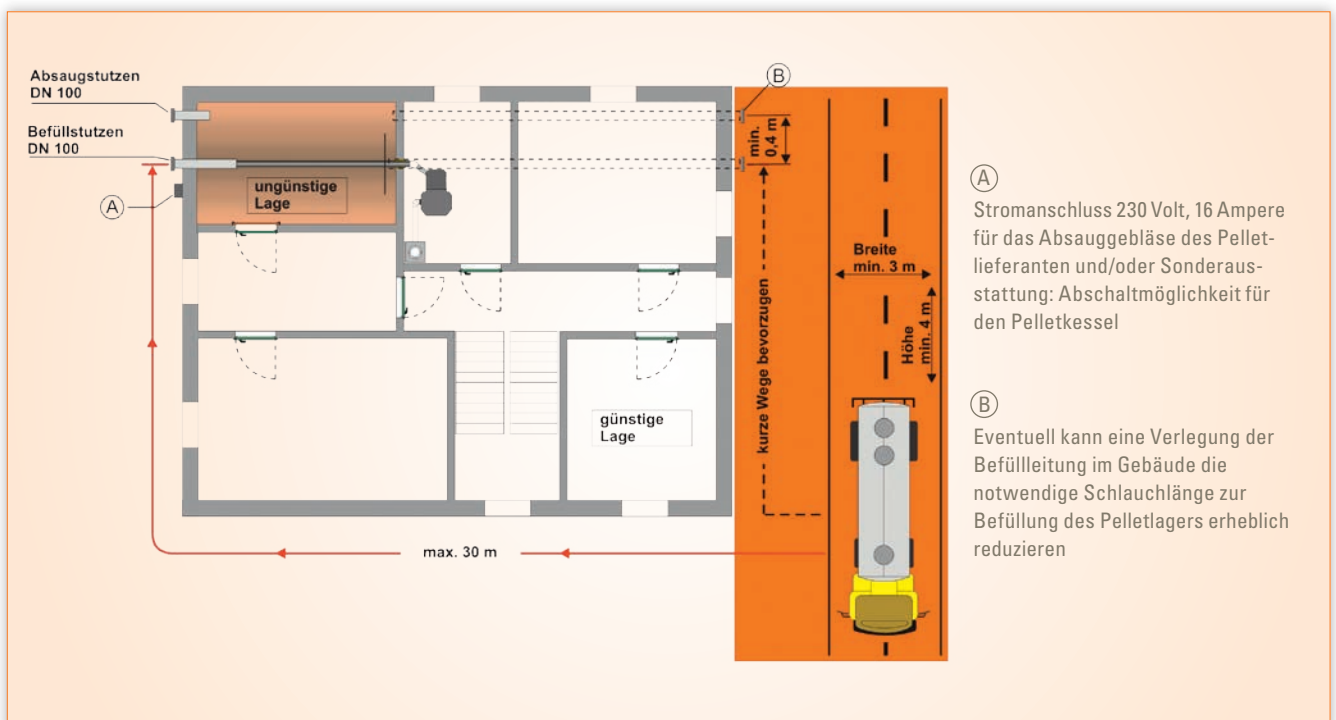 Absaugstutzen
DN 100
Befüllstutzen
DN 100
A
ungünstige
Lage
B
min.
0,4 m
kurze Wege bevorzugen
Breite
min. 3 m
Höhe
min. 4 m
günstige
Lage
max. 30 m
A
Stromanschluss 230 Volt, 16 Ampere
für das Absauggebläse des Pellet-
lieferanten und/oder Sonderaus-
stattung: Abschaltmöglichkeit für
den Pelletkessel
B
Eventuell kann eine Verlegung der
Befüllleitung im Gebäude die
notwendige Schlauchlänge zur
Befüllung des Pelletlagers erheblich
reduzieren